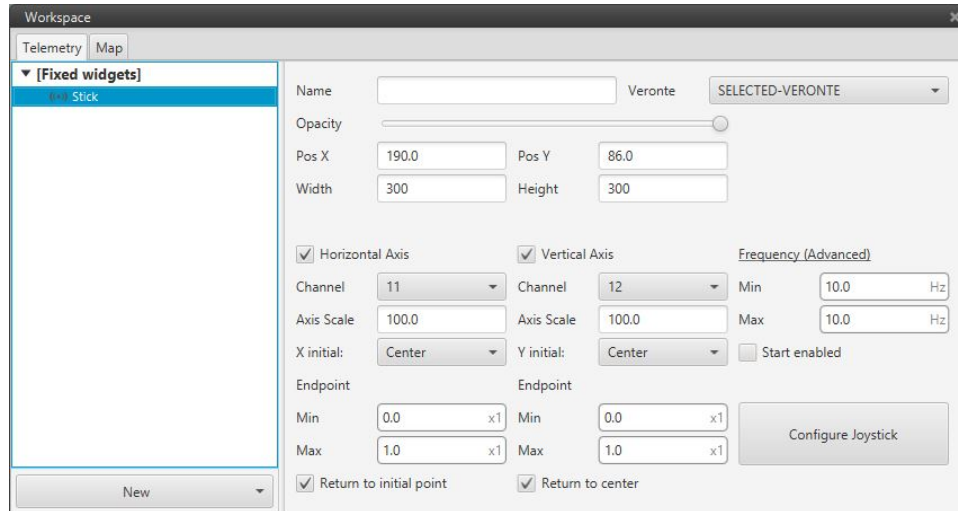 Workspace
Telemetry Map
[Fixed widgets]
Stick
Name Veronte SELECTED-VERONTE
Opacity
Pos X 190.0 Pos Y 86.0
Width 300 Height 300
Horizontal Axis Vertical Axis Frequency (Advanced)
Channel 11 Channel 12 Min 10.0 Hz
Axis Scale 100.0 Axis Scale 100.0 Max 10.0 Hz
X initial: Center Y initial: Center Start enabled
Endpoint Endpoint
Min 0.0 x1 Min 0.0 x1
Configure Joystick
Max 1.0 x1 Max 1.0 x1
Return to initial point Return to center
New